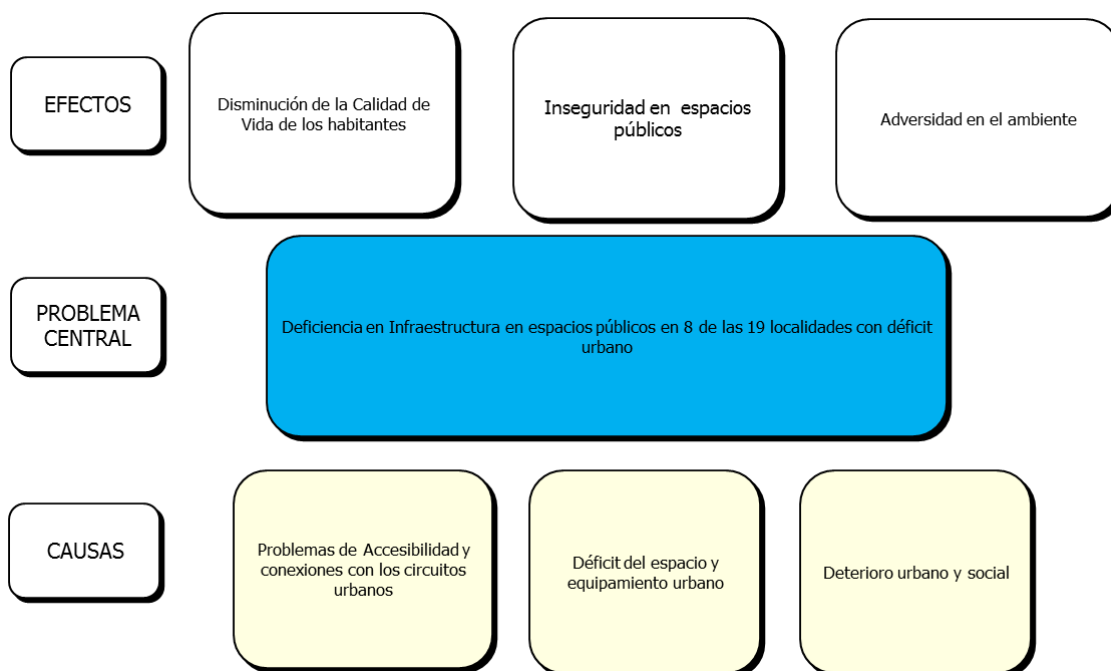 EFECTOS
Disminución de la Calidad de
Vida de los habitantes
Inseguridad en espacios
públicos
Adversidad en el ambiente
PROBLEMA
CENTRAL
Deficiencia en Infraestructura en espacios públicos en 8 de las 19 localidades con déficit
urbano
CAUSAS
Problemas de Accesibilidad y
conexiones con los circuitos
urbanos
Déficit del espacio y
equipamiento urbano
Deterioro urbano y social